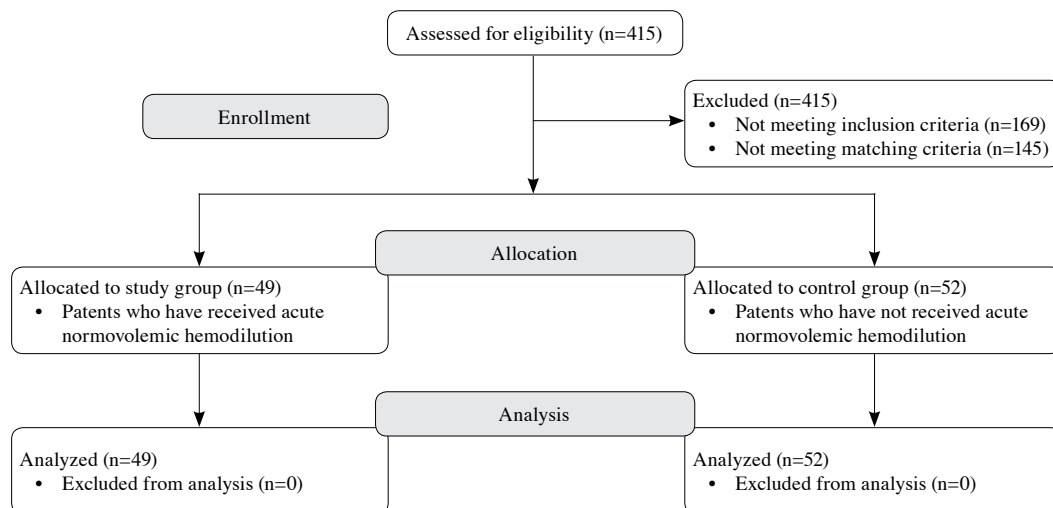 Assessed for eligibility (n=415)
Enrollment
Excluded (n=415)
• Not meeting inclusion criteria (n=169)
• Not meeting matching criteria (n=145)
Allocation
Allocated to study group (n=49)
• Patents who have received acute
normovolemic hemodilution
Allocated to control group (n=52)
• Patents who have not received acute
normovolemic hemodilution
Analysis
Analyzed (n=49)
• Excluded from analysis (n=0)
Analyzed (n=52)
• Excluded from analysis (n=0)